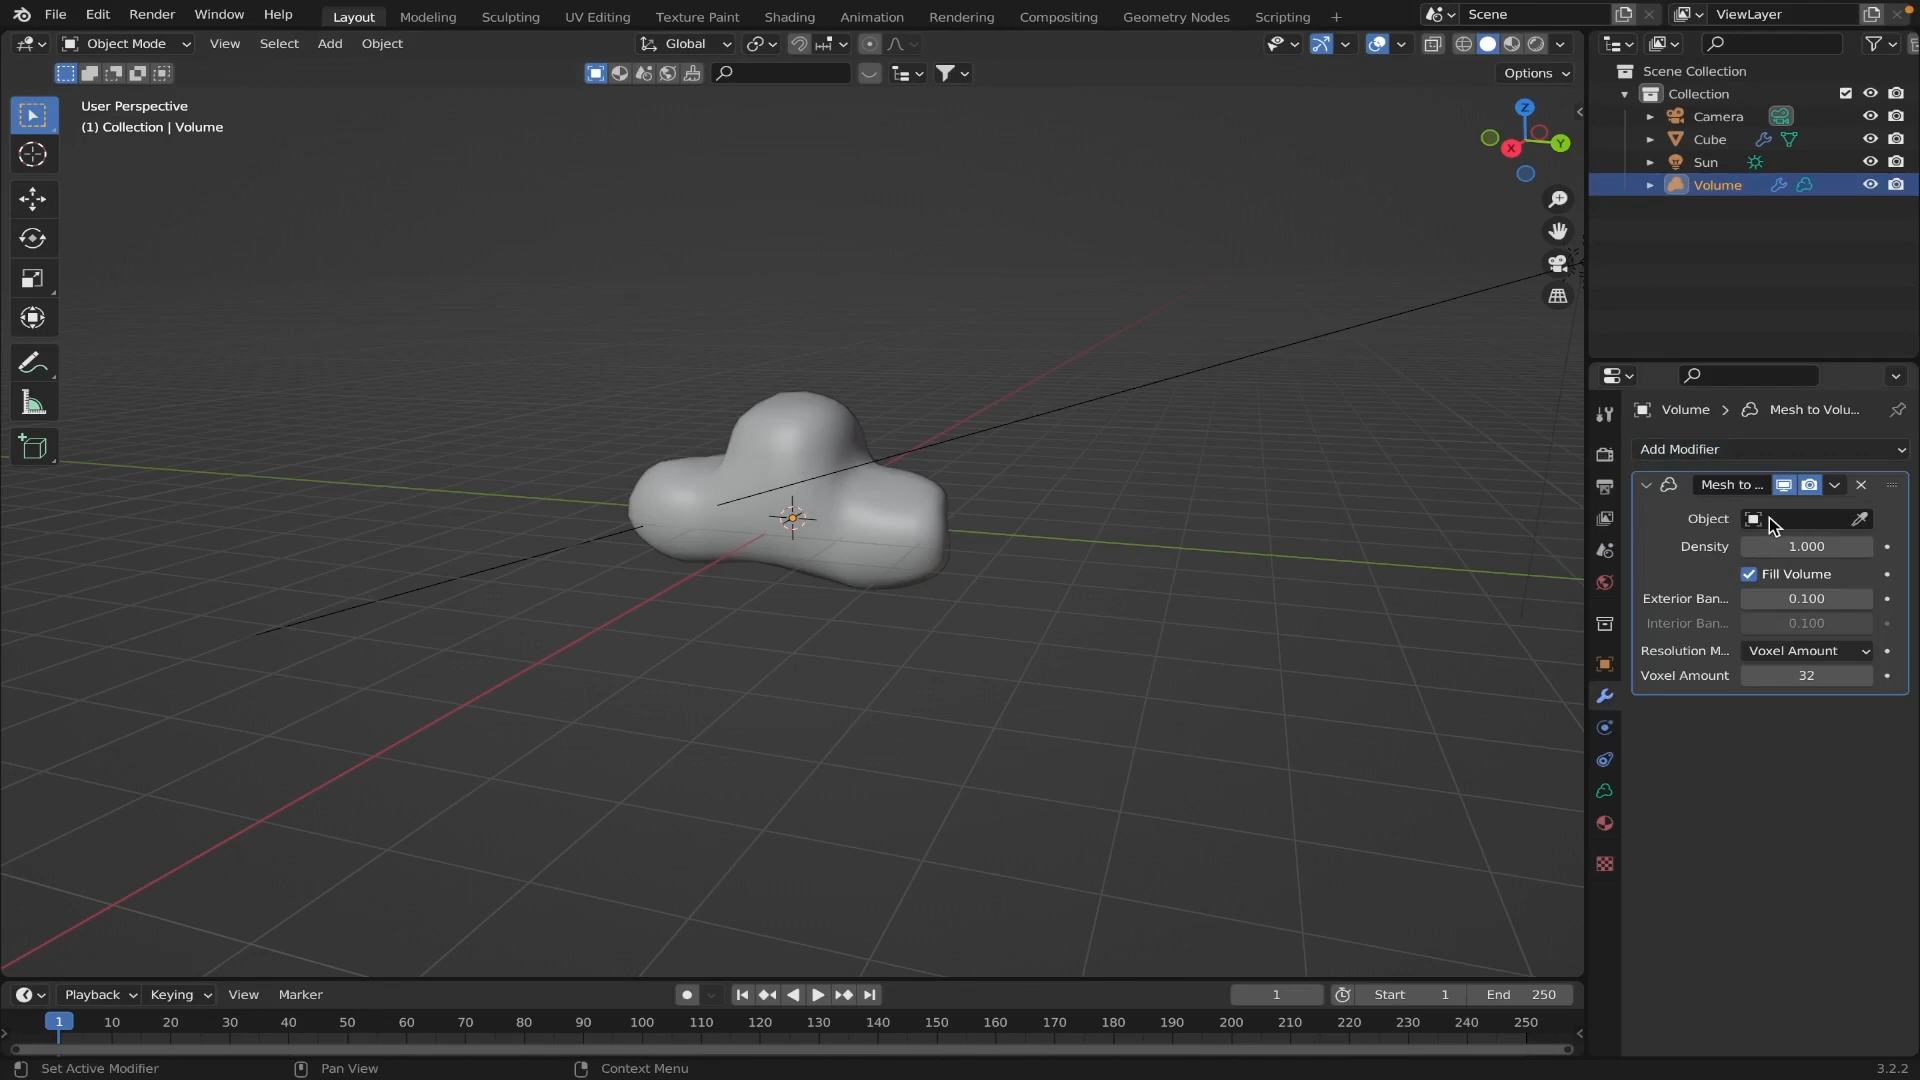 File Edit Render Window Help Layout Modeling Sculpting UV Editing Texture Paint Shading Animation Rendering Compositing Geometry Nodes Scripting + Scene ViewLayer
Object Mode View Select Add Object Global
Options
User Perspective
(1) Collection | Volume
Z
Y
X
Scene Collection
Collection
Camera
Cube
Sun
Volume
Volume > Mesh to Volu...
Add Modifier
Mesh to ...
Object
Density 1.000
Fill Volume
Exterior Ban... 0.100
Interior Ban... 0.100
Resolution M... Voxel Amount
Voxel Amount 32
Playback Keying View Marker 1 Start 1 End 250
1 10 20 30 40 50 60 70 80 90 100 110 120 130 140 150 160 170 180 190 200 210 220 230 240 250
Set Active Modifier Pan View Context Menu 3.2.2